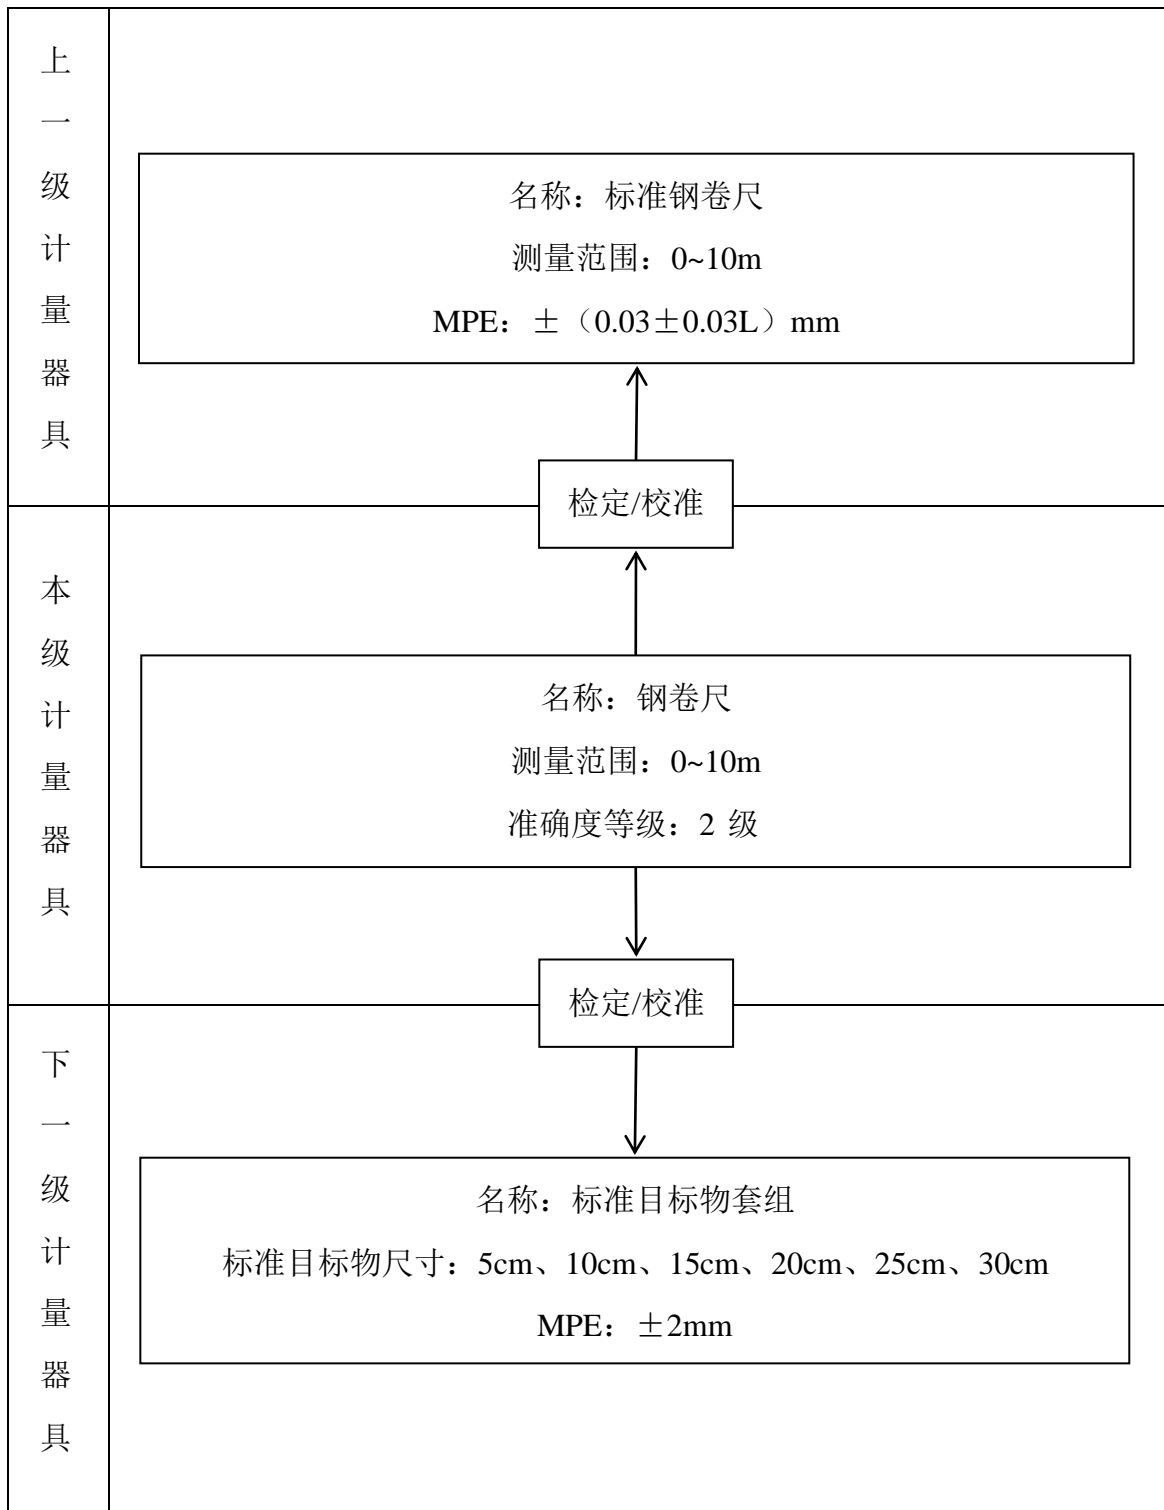 上一级计量器具
名称：标准钢卷尺
测量范围：0~10m
MPE：±（0.03±0.03L）mm
检定/校准
本级计量器具
名称：钢卷尺
测量范围：0~10m
准确度等级：2 级
检定/校准
下一级计量器具
名称：标准目标物套组
标准目标物尺寸：5cm、10cm、15cm、20cm、25cm、30cm
MPE：±2mm